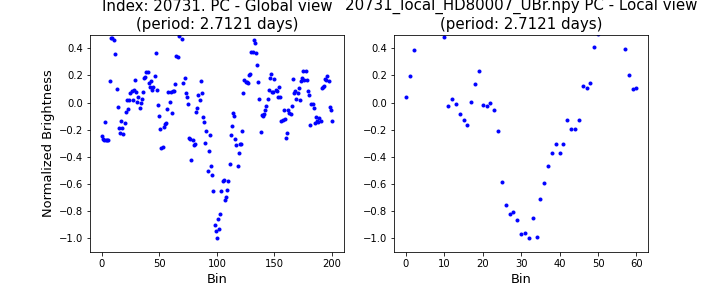 Index: 20731. PC - Global view
(period: 2.7121 days)
20731_local_HD80007_UBr.npy PC - Local view
(period: 2.7121 days)
Normalized Brightness
0.4
0.2
0.0
−0.2
−0.4
−0.6
−0.8
−1.0
0 50 100 150 200
Bin
0.4
0.2
0.0
−0.2
−0.4
−0.6
−0.8
−1.0
0 10 20 30 40 50 60
Bin